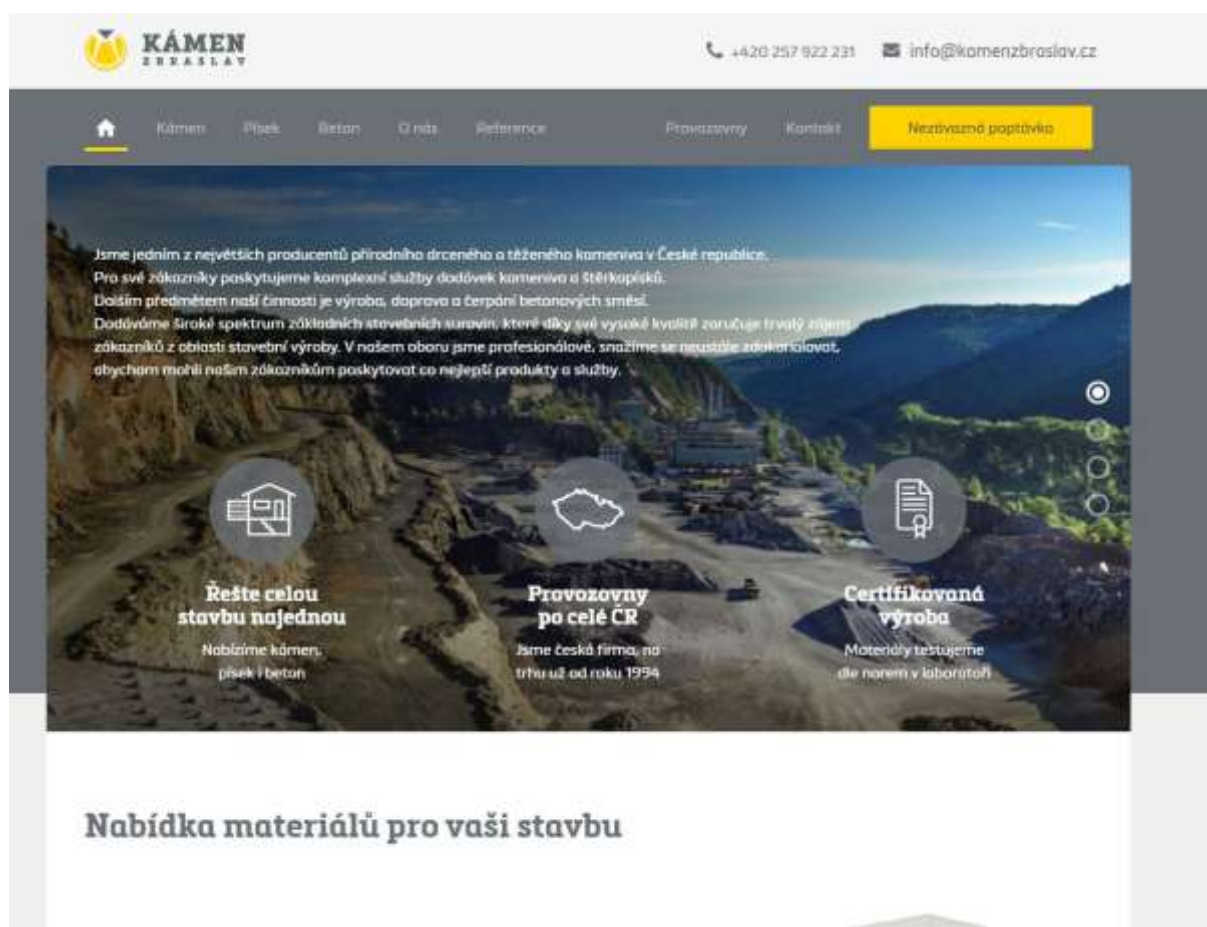 KÁMEN
ZBRASLAV
+420 257 922 231
info@kamenzbraslav.cz
Kámen Písek Beton O nás Reference Provozovny Kontakt Nezávazná poptávka
Jsme jedním z největších producentů přírodního drceného a těženého kameniva v České republice.
Pro své zákazníky poskytujeme komplexní služby dodávek kameniva a štěrkopísků.
Dalším předmětem naší činnosti je výroba, doprava a čerpání betonových směsí.
Dodáváme široké spektrum základních stavebních surovin, které díky své vysoké kvalitě zaručuje trvalý zájem
zákazníků z oblasti stavební výroby. V našem oboru jsme profesionálové, snažíme se neustále zdokonalovat,
abychom mohli našim zákazníkům poskytovat co nejlepší produkty a služby.
Řešte celou
stavbu najednou
Nabízíme kámen,
písek i beton
Provozovny
po celé ČR
Jsme česká firma, na
trhu už od roku 1994
Certifikovaná
výroba
Materiály testujeme
dle norem v laboratoři
Nabídka materiálů pro vaši stavbu